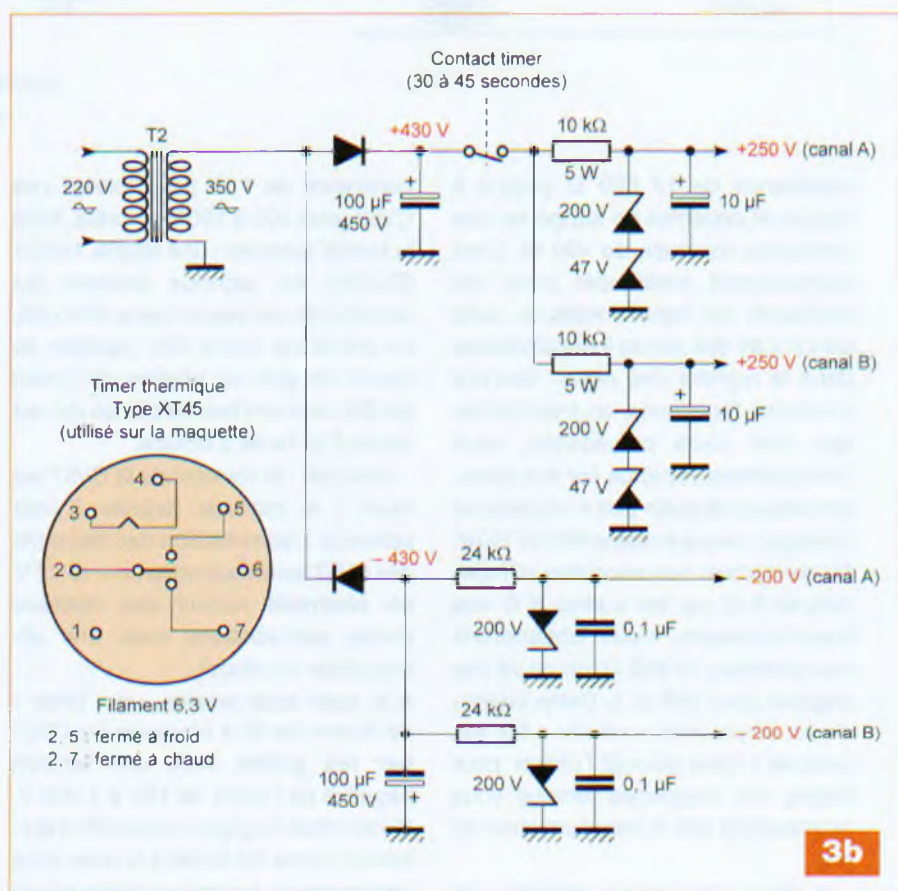 Contact timer
(30 à 45 secondes)
T2
220 V
350 V
+430 V
100 µF
450 V
10 kΩ
5 W
200 V
47 V
10 µF
+250 V (canal A)
10 kΩ
5 W
200 V
47 V
10 µF
+250 V (canal B)
Timer thermique
Type XT45
(utilisé sur la maquette)
4
3
5
2
6
1
7
Filament 6,3 V
2 . 5 : fermé à froid
2 . 7 : fermé à chaud
-430 V
24 kΩ
200 V
0,1 µF
- 200 V (canal A)
100 µF
450 V
24 kΩ
200 V
0,1 µF
- 200 V (canal B)
3b